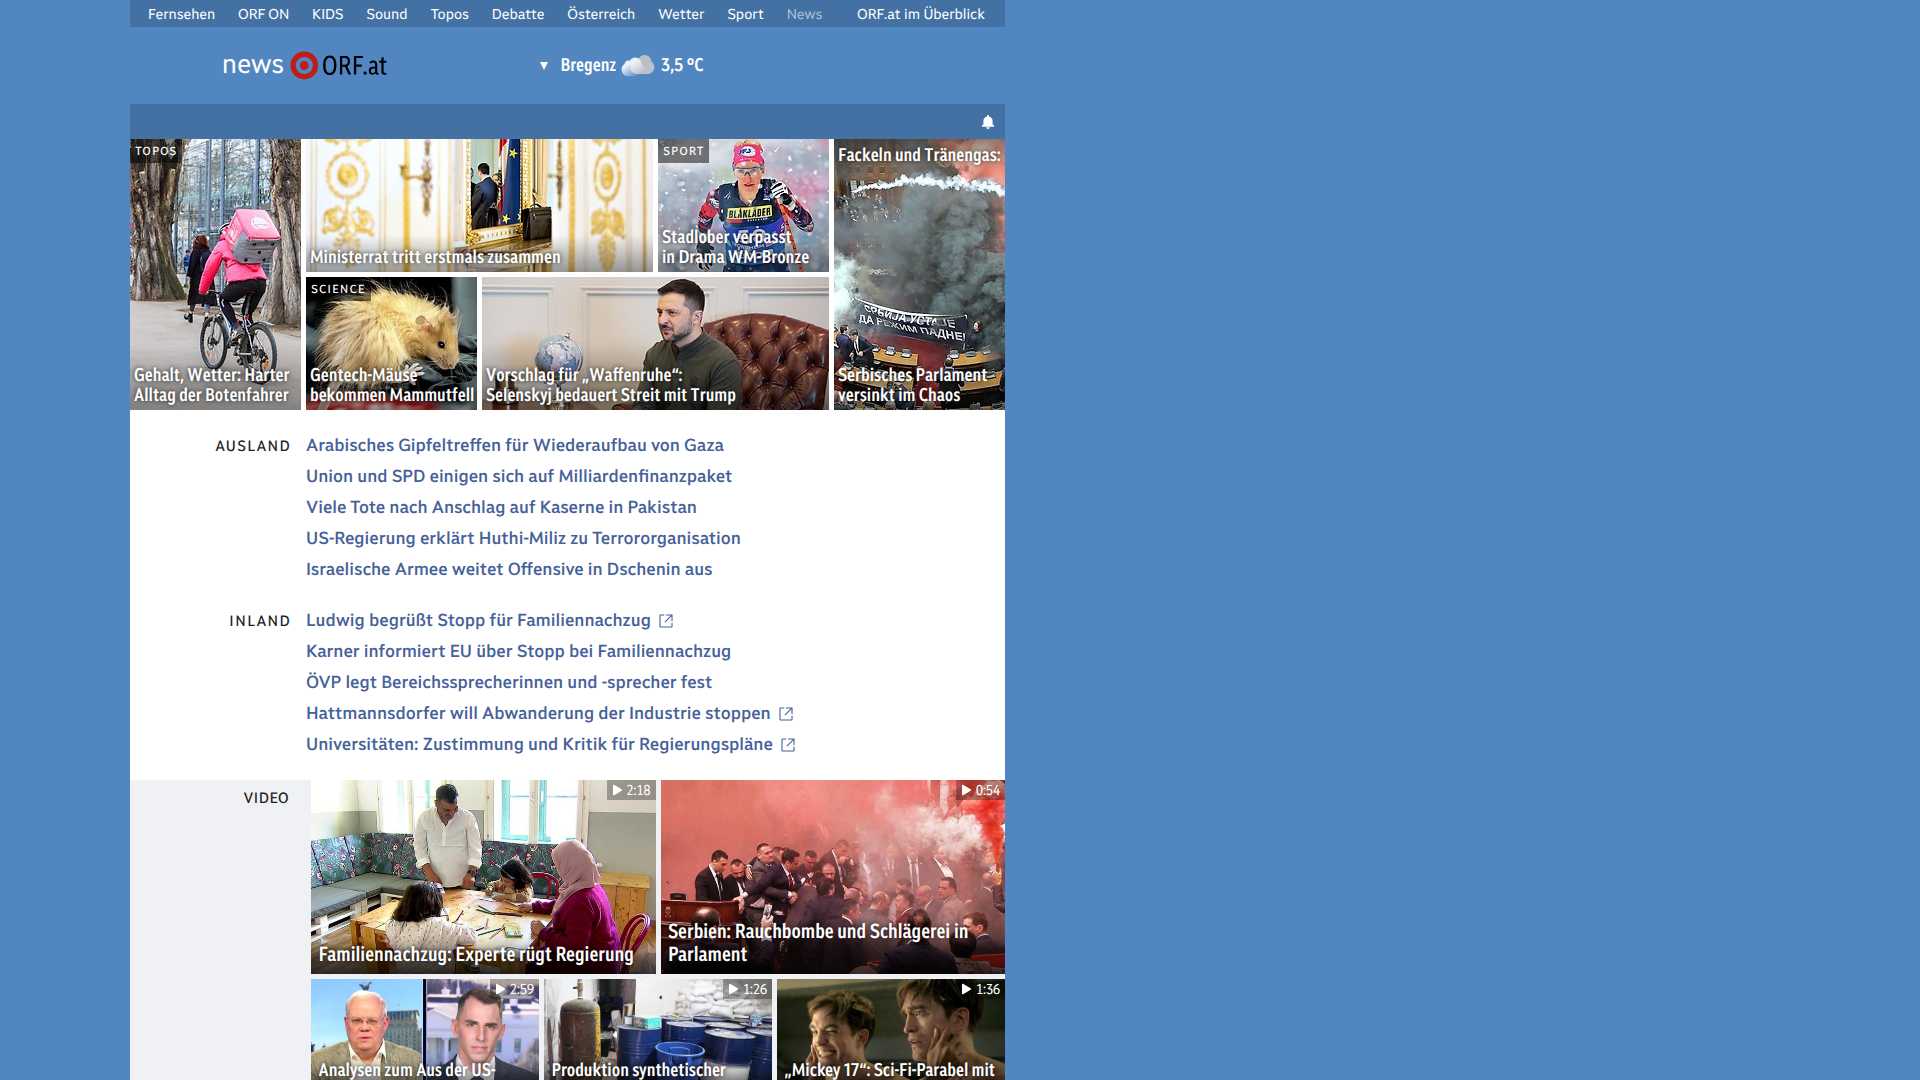 Fernsehen ORF ON KIDS Sound Topos Debatte Österreich Wetter Sport News ORF.at im Überblick
news ORF.at
▼ Bregenz 3,5 °C
TOPOS
Gehalt, Wetter: Harter
Alltag der Botenfahrer
Ministerrat tritt erstmals zusammen
SPORT
BLÅKLÄDER
Stadlober verpasst
in Drama WM-Bronze
Fackeln und Tränengas:
СРБИЈА УСТАЈЕ
ДА РЕЖИМ ПАДНЕ!
Serbisches Parlament
versinkt im Chaos
SCIENCE
Gentech-Mäuse
bekommen Mammutfell
Vorschlag für „Waffenruhe“:
Selenskyj bedauert Streit mit Trump
AUSLAND
Arabisches Gipfeltreffen für Wiederaufbau von Gaza
Union und SPD einigen sich auf Milliardenfinanzpaket
Viele Tote nach Anschlag auf Kaserne in Pakistan
US-Regierung erklärt Huthi-Miliz zu Terrororganisation
Israelische Armee weitet Offensive in Dschenin aus
INLAND
Ludwig begrüßt Stopp für Familiennachzug
Karner informiert EU über Stopp bei Familiennachzug
ÖVP legt Bereichssprecherinnen und -sprecher fest
Hattmannsdorfer will Abwanderung der Industrie stoppen
Universitäten: Zustimmung und Kritik für Regierungspläne
VIDEO
2:18
Familiennachzug: Experte rügt Regierung
0:54
Serbien: Rauchbombe und Schlägerei in
Parlament
2:59
Analysen zum Aus der US-
1:26
Produktion synthetischer
1:36
„Mickey 17“: Sci-Fi-Parabel mit